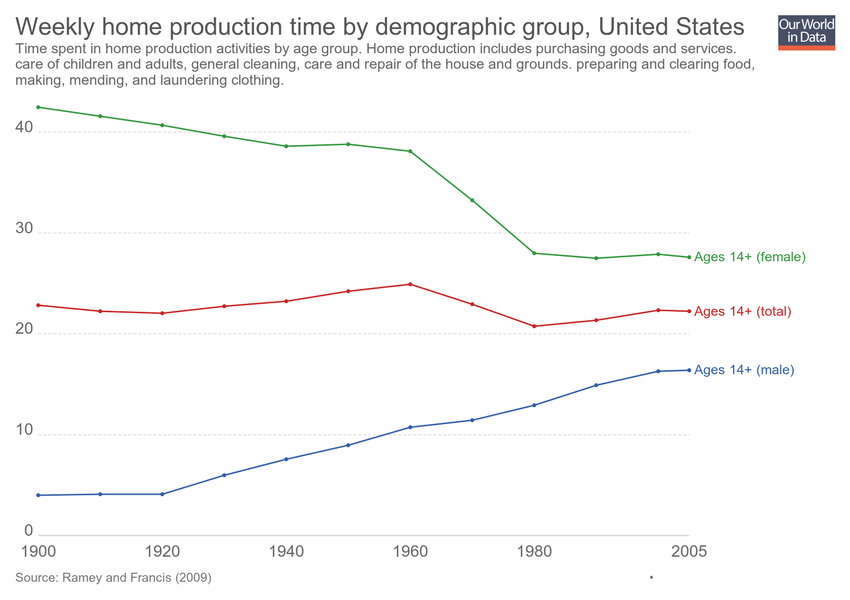 Weekly home production time by demographic group, United States
Our World
in Data
Time spent in home production activities by age group. Home production includes purchasing goods and services.
care of children and adults, general cleaning, care and repair of the house and grounds. preparing and clearing food,
making, mending, and laundering clothing.
40
30
Ages 14+ (female)
Ages 14+ (total)
20
Ages 14+ (male)
10
0
1900 1920 1940 1960 1980 2005
Source: Ramey and Francis (2009)